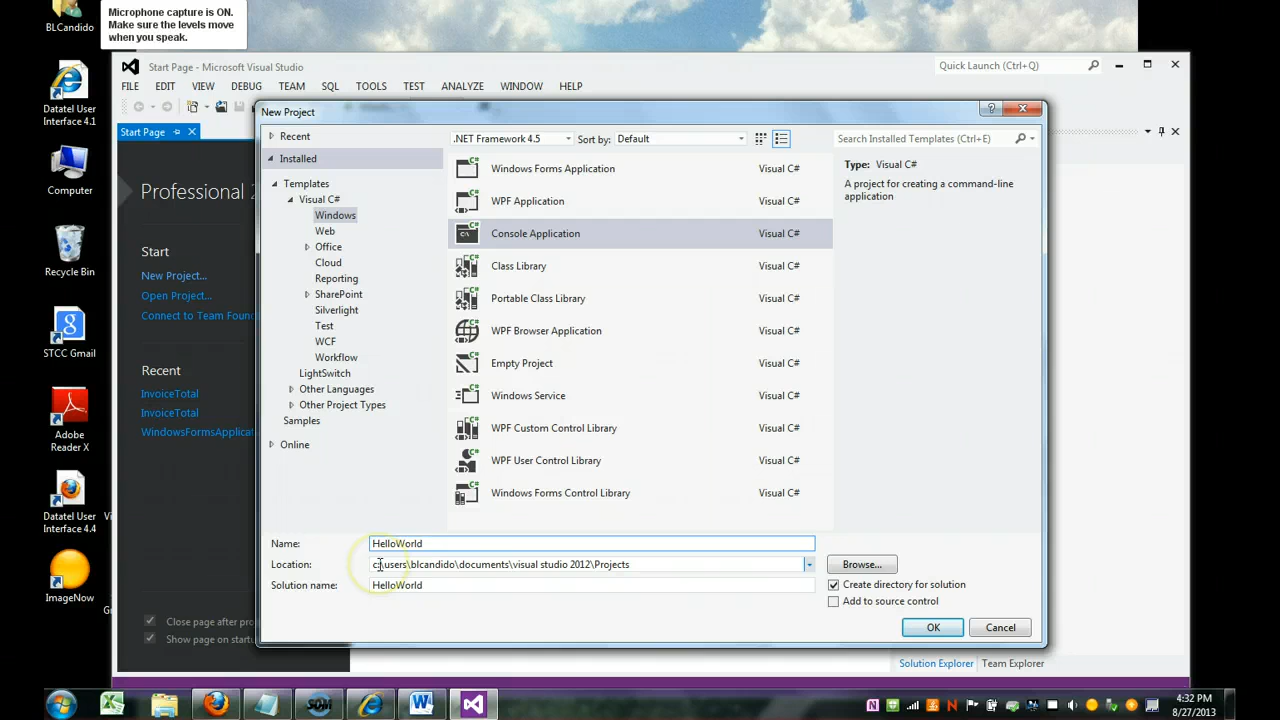 BLCandido
Microphone capture is ON.
Make sure the levels move
when you speak.
Datatel User
Interface 4.1
Computer
Recycle Bin
STCC Gmail
Adobe
Reader X
Datatel User
Interface 4.4
ImageNow
Start Page - Microsoft Visual Studio
Quick Launch (Ctrl+Q)
FILE EDIT VIEW DEBUG TEAM SQL TOOLS TEST ANALYZE WINDOW HELP
Start Page
Professional 2
Start
New Project...
Open Project...
Connect to Team Foun
Recent
InvoiceTotal
InvoiceTotal
WindowsFormsApplicat
Close page after pro
Show page on startu
New Project
Recent
Installed
Templates
Visual C#
Windows
Web
Office
Cloud
Reporting
SharePoint
Silverlight
Test
WCF
Workflow
LightSwitch
Other Languages
Other Project Types
Samples
Online
.NET Framework 4.5 Sort by: Default
Search Installed Templates (Ctrl+E)
Windows Forms Application Visual C#
WPF Application Visual C#
Console Application Visual C#
Class Library Visual C#
Portable Class Library Visual C#
WPF Browser Application Visual C#
Empty Project Visual C#
Windows Service Visual C#
WPF Custom Control Library Visual C#
WPF User Control Library Visual C#
Windows Forms Control Library Visual C#
Type: Visual C#
A project for creating a command-line
application
Name: HelloWorld
Location: c:\users\blcandido\documents\visual studio 2012\Projects
Browse...
Solution name: HelloWorld
Create directory for solution
Add to source control
OK Cancel
Solution Explorer Team Explorer
4:32 PM
8/27/2013